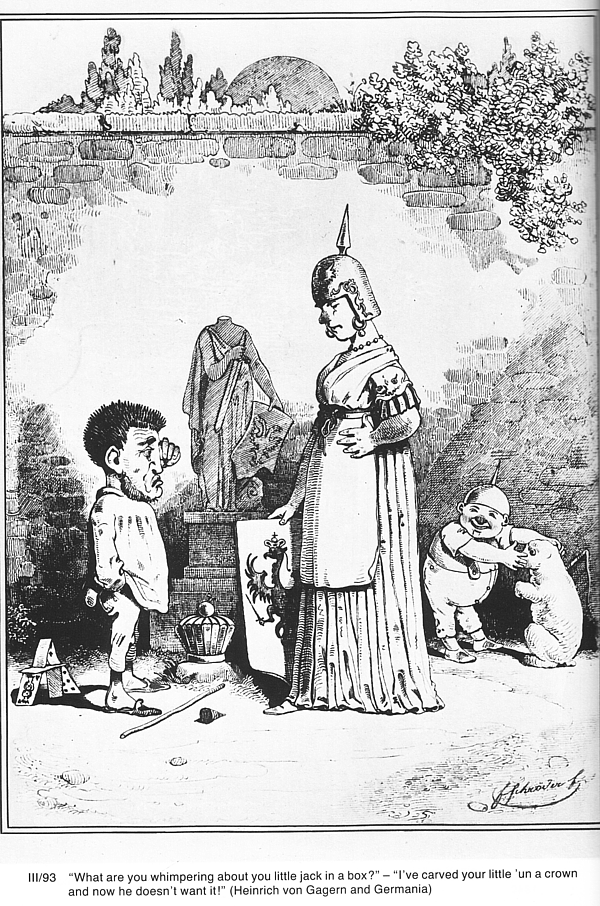 F Schröder f.
III/93 "What are you whimpering about you little jack in a box?" – "I've carved your little 'un a crown
and now he doesn't want it!" (Heinrich von Gagern and Germania)